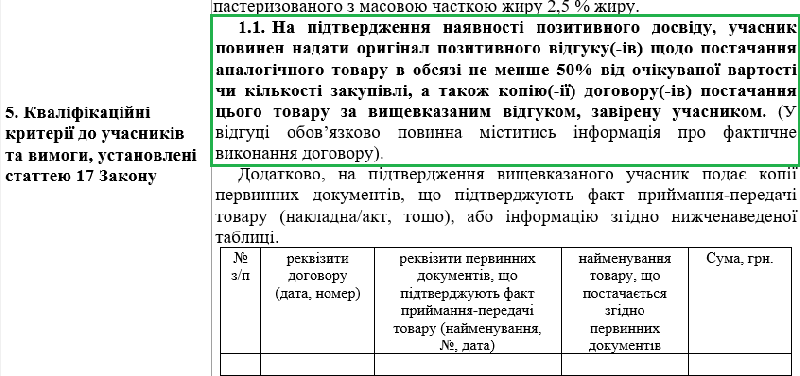 пастеризованого з масовою часткою жиру 2,5 % жиру.
1.1. На підтвердження наявності позитивного досвіду, учасник
повинен надати оригінал позитивного відгуку(-ів) щодо постачання
аналогічного товару в обсязі не менше 50% від очікуваної вартості
чи кількості закупівлі, а також копію(-ії) договору(-ів) постачання
цього товару за вищевказаним відгуком, завірену учасником. (У
відгуці обов’язково повинна міститись інформація про фактичне
виконання договору).
5. Кваліфікаційні
критерії до учасників
та вимоги, установлені
статтею 17 Закону
Додатково, на підтвердження вищевказаного учасник подає копії
первинних документів, що підтверджують факт приймання-передачі
товару (накладна/акт, тощо), або інформацію згідно нижченаведеної
таблиці.
№
з/п
реквізити
договору
(дата, номер)
реквізити первинних
документів, що
підтверджують факт
приймання-передачі
товару (найменування,
№, дата)
найменування
товару, що
постачається
згідно
первинних
документів
Сума, грн.